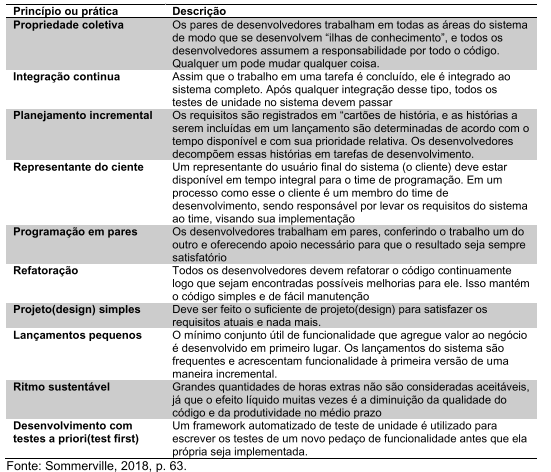 Princípio ou prática Descrição
Propriedade coletiva Os pares de desenvolvedores trabalham em todas as áreas do sistema
de modo que se desenvolvem “ilhas de conhecimento”, e todos os
desenvolvedores assumem a responsabilidade por todo o código.
Qualquer um pode mudar qualquer coisa.
Integração continua Assim que o trabalho em uma tarefa é concluído, ele é integrado ao
sistema completo. Após qualquer integração desse tipo, todos os
testes de unidade no sistema devem passar
Planejamento incremental Os requisitos são registrados em “cartões de história, e as histórias a
serem incluídas em um lançamento são determinadas de acordo com o
tempo disponível e com sua prioridade relativa. Os desenvolvedores
decompõem essas histórias em tarefas de desenvolvimento.
Representante do ciente Um representante do usuário final do sistema (o cliente) deve estar
disponível em tempo integral para o time de programação. Em um
processo como esse o cliente é um membro do time de
desenvolvimento, sendo responsável por levar os requisitos do sistema
ao time, visando sua implementação
Programação em pares Os desenvolvedores trabalham em pares, conferindo o trabalho um do
outro e oferecendo apoio necessário para que o resultado seja sempre
satisfatório
Refatoração Todos os desenvolvedores devem refatorar o código continuamente
logo que sejam encontradas possíveis melhorias para ele. Isso mantém
o código simples e de fácil manutenção
Projeto(design) simples Deve ser feito o suficiente de projeto(design) para satisfazer os
requisitos atuais e nada mais.
Lançamentos pequenos O mínimo conjunto útil de funcionalidade que agregue valor ao negócio
é desenvolvido em primeiro lugar. Os lançamentos do sistema são
frequentes e acrescentam funcionalidade à primeira versão de uma
maneira incremental.
Ritmo sustentável Grandes quantidades de horas extras não são consideradas aceitáveis,
já que o efeito líquido muitas vezes é a diminuição da qualidade do
código e da produtividade no médio prazo
Desenvolvimento com Um framework automatizado de teste de unidade é utilizado para
testes a priori(test first) escrever os testes de um novo pedaço de funcionalidade antes que ela
própria seja implementada.
Fonte: Sommerville, 2018, p. 63.